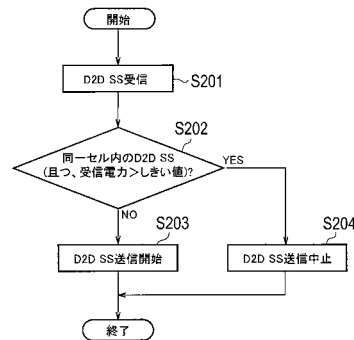 開始
D2D SS受信
S201
S202
同一セル内のD2D SS
(且つ、受信電力>しきい値)?
YES
NO
S203
S204
D2D SS送信開始
D2D SS送信中止
終了